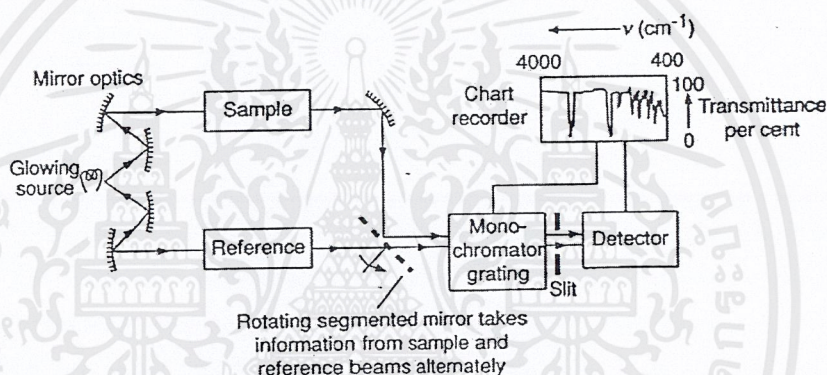 ν (cm⁻¹)
4000
400
Mirror optics
Sample
Chart
recorder
100
Transmittance
per cent
0
Glowing
source
Reference
Mono-
chromator
grating
Detector
Slit
Rotating segmented mirror takes
information from sample and
reference beams alternately